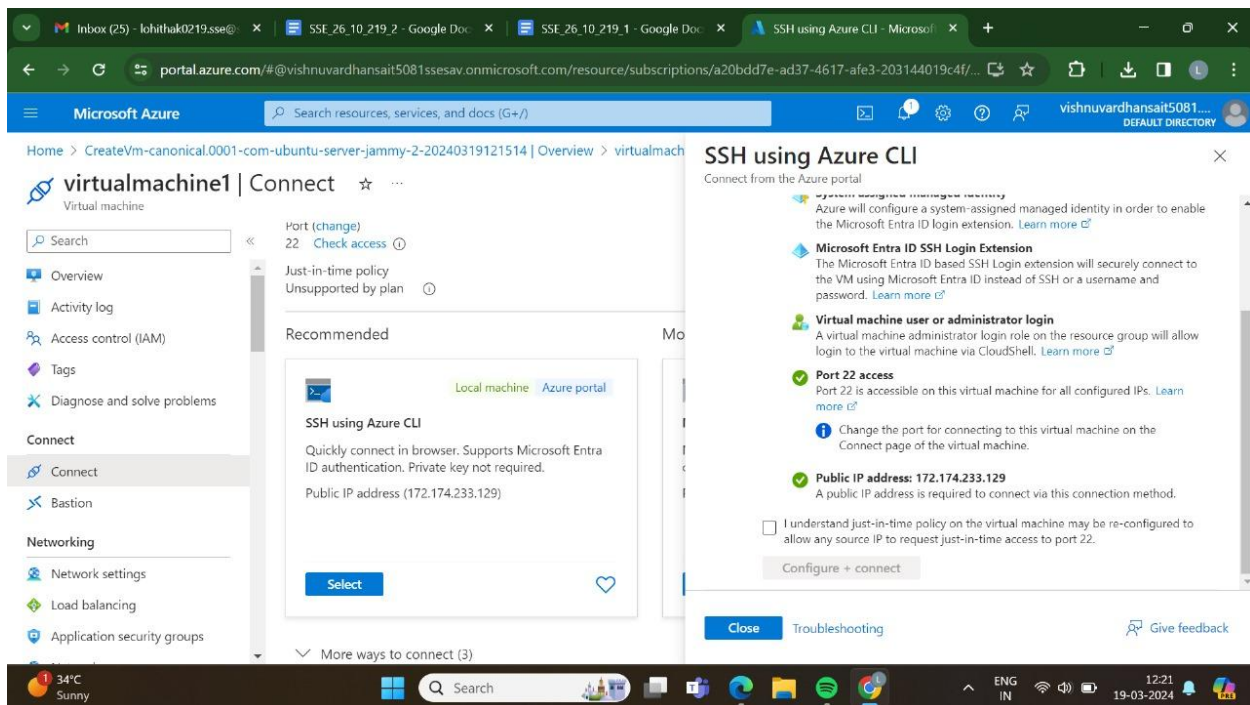 Inbox (25) - lohithak0219.sse@
SSE_26_10_219_2 - Google Doc
SSE_26_10_219_1 - Google Doc
SSH using Azure CLI - Microsoft
portal.azure.com/#@vishnuvardhansait5081ssesav.onmicrosoft.com/resource/subscriptions/a20bdd7e-ad37-4617-afe3-203144019c4f/...
Microsoft Azure
Search resources, services, and docs (G+/)
1
vishnuvardhansait5081....
DEFAULT DIRECTORY
Home > CreateVm-canonical.0001-com-ubuntu-server-jammy-2-20240319121514 | Overview > virtualmach
virtualmachine1 | Connect
Virtual machine
Search
Overview
Activity log
Access control (IAM)
Tags
Diagnose and solve problems
Connect
Connect
Bastion
Networking
Network settings
Load balancing
Application security groups
Port (change)
22 Check access
Just-in-time policy
Unsupported by plan
Recommended
Mo
Local machine Azure portal
SSH using Azure CLI
Quickly connect in browser. Supports Microsoft Entra
ID authentication. Private key not required.
Public IP address (172.174.233.129)
Select
More ways to connect (3)
SSH using Azure CLI
Connect from the Azure portal
System assigned managed identity
Azure will configure a system-assigned managed identity in order to enable
the Microsoft Entra ID login extension. Learn more
Microsoft Entra ID SSH Login Extension
The Microsoft Entra ID based SSH Login extension will securely connect to
the VM using Microsoft Entra ID instead of SSH or a username and
password. Learn more
Virtual machine user or administrator login
A virtual machine administrator login role on the resource group will allow
login to the virtual machine via CloudShell. Learn more
Port 22 access
Port 22 is accessible on this virtual machine for all configured IPs. Learn
more
Change the port for connecting to this virtual machine on the
Connect page of the virtual machine.
Public IP address: 172.174.233.129
A public IP address is required to connect via this connection method.
I understand just-in-time policy on the virtual machine may be re-configured to
allow any source IP to request just-in-time access to port 22.
Configure + connect
Close
Troubleshooting
Give feedback
1
34°C
Sunny
Search
ENG
IN
12:21
19-03-2024
PRE